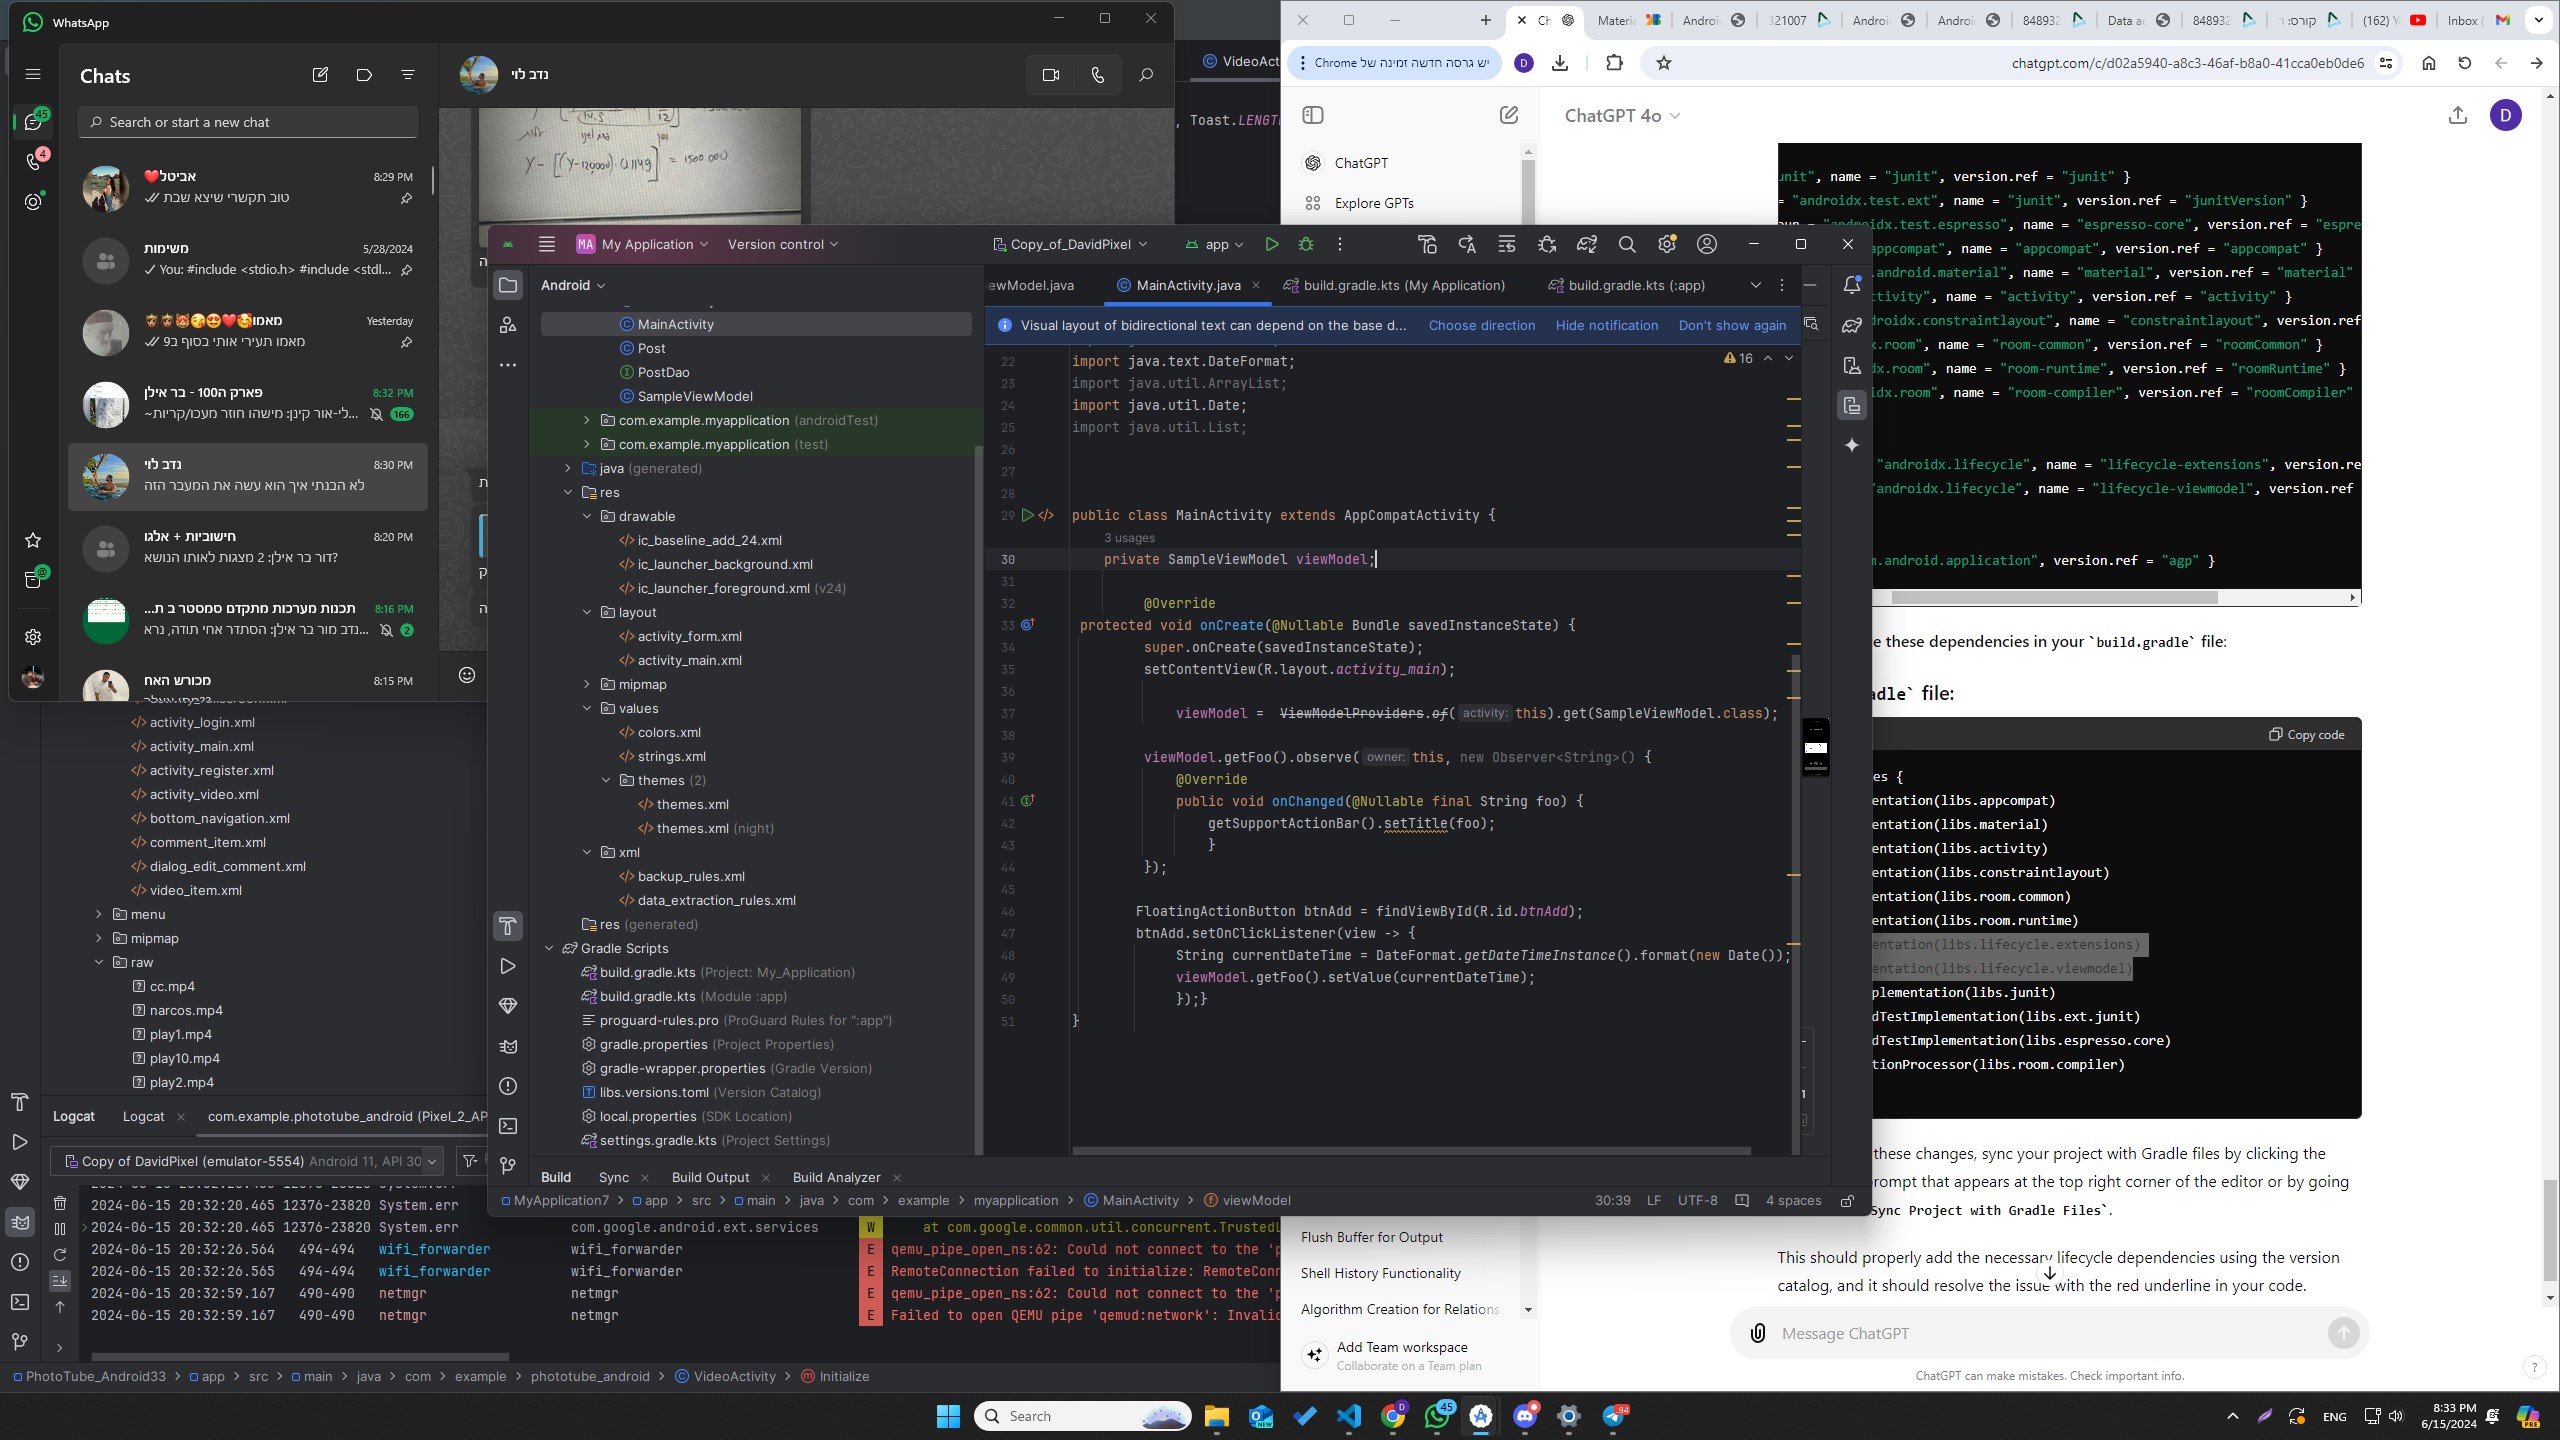 WhatsApp
Chats
Search or start a new chat
45
4
אביטל❤️
8:29 PM
טוב תקשרי שיצא שבת
משימות
5/28/2024
You: #include <stdio.h> #include <stdl...
מאמו
Yesterday
מאמו תעירי אותי בסוף ב9
פארק ה100 - בר אילן
8:32 PM
~לי-אור קינן: מישהו חוזר מעכו/קריות...
166
נדב לוי
8:30 PM
לא הבנתי איך הוא עשה את המעבר הזה
חישוביות + אלגו
8:20 PM
דור בר אילן: 2 מצגות לאותו הנושא?
תכנות מערכות מתקדם סמסטר ב ת...
8:16 PM
נדב מור בר אילן: הסתדר אחי תודה, נרא...
2
מכורש האח
8:15 PM
נדב לוי
VideoAct
, Toast.LENGT
activity_login.xml
activity_main.xml
activity_register.xml
activity_video.xml
bottom_navigation.xml
comment_item.xml
dialog_edit_comment.xml
video_item.xml
menu
mipmap
raw
cc.mp4
narcos.mp4
play1.mp4
play10.mp4
play2.mp4
Logcat Logcat com.example.phototube_android (Pixel_2_AP
Copy of DavidPixel (emulator-5554) Android 11, API 30
2024-06-15 20:32:20.465 12376-23820 System.err
2024-06-15 20:32:20.465 12376-23820 System.err com.google.android.ext.services W at com.google.common.util.concurrent.TrustedL
2024-06-15 20:32:26.564 494-494 wifi_forwarder wifi_forwarder E qemu_pipe_open_ns:62: Could not connect to the 'p
2024-06-15 20:32:26.565 494-494 wifi_forwarder wifi_forwarder E RemoteConnection failed to initialize: RemoteConn
2024-06-15 20:32:59.167 490-490 netmgr netmgr E qemu_pipe_open_ns:62: Could not connect to the 'p
2024-06-15 20:32:59.167 490-490 netmgr netmgr E Failed to open QEMU pipe 'qemud:network': Invalid
PhotoTube_Android33 > app > src > main > java > com > example > phototube_android > VideoActivity > Initialize
MA My Application Version control Copy_of_DavidPixel app
Android
MainActivity
Post
PostDao
SampleViewModel
com.example.myapplication (androidTest)
com.example.myapplication (test)
java (generated)
res
drawable
ic_baseline_add_24.xml
ic_launcher_background.xml
ic_launcher_foreground.xml (v24)
layout
activity_form.xml
activity_main.xml
mipmap
values
colors.xml
strings.xml
themes (2)
themes.xml
themes.xml (night)
xml
backup_rules.xml
data_extraction_rules.xml
res (generated)
Gradle Scripts
build.gradle.kts (Project: My_Application)
build.gradle.kts (Module :app)
proguard-rules.pro (ProGuard Rules for ":app")
gradle.properties (Project Properties)
gradle-wrapper.properties (Gradle Version)
libs.versions.toml (Version Catalog)
local.properties (SDK Location)
settings.gradle.kts (Project Settings)
ewModel.java MainActivity.java build.gradle.kts (My Application) build.gradle.kts (:app)
Visual layout of bidirectional text can depend on the base d... Choose direction Hide notification Don't show again
16
22 import java.text.DateFormat;
23 import java.util.ArrayList;
24 import java.util.Date;
25 import java.util.List;
26
27
28
29 public class MainActivity extends AppCompatActivity {
3 usages
30 private SampleViewModel viewModel;
31
32 @Override
33 protected void onCreate(@Nullable Bundle savedInstanceState) {
34 super.onCreate(savedInstanceState);
35 setContentView(R.layout.activity_main);
36
37 viewModel = ViewModelProviders.of( activity: this).get(SampleViewModel.class);
38
39 viewModel.getFoo().observe( owner: this, new Observer<String>() {
40 @Override
41 public void onChanged(@Nullable final String foo) {
42 getSupportActionBar().setTitle(foo);
43 }
44 });
45
46 FloatingActionButton btnAdd = findViewById(R.id.btnAdd);
47 btnAdd.setOnClickListener(view -> {
48 String currentDateTime = DateFormat.getDateTimeInstance().format(new Date());
49 viewModel.getFoo().setValue(currentDateTime);
50 });}
51 }
Build Sync Build Output Build Analyzer
MyApplication7 > app > src > main > java > com > example > myapplication > MainActivity > viewModel
30:39 LF UTF-8 4 spaces
Ch Materi Androi 321007 Androi Androi 84893 Data a 84893 קורס: ר (162) Y Inbox (
יש גרסה חדשה זמינה של Chrome
D
chatgpt.com/c/d02a5940-a8c3-46af-b8a0-41cca0eb0de6
ChatGPT 4o
D
ChatGPT
Explore GPTs
Flush Buffer for Output
Shell History Functionality
Algorithm Creation for Relations
Add Team workspace
Collaborate on a Team plan
unit", name = "junit", version.ref = "junit" }
= "androidx.test.ext", name = "junit", version.ref = "junitVersion" }
= "androidx.test.espresso", name = "espresso-core", version.ref = "espre
appcompat", name = "appcompat", version.ref = "appcompat" }
.android.material", name = "material", version.ref = "material"
ctivity", name = "activity", version.ref = "activity" }
droidx.constraintlayout", name = "constraintlayout", version.ref
x.room", name = "room-common", version.ref = "roomCommon" }
dx.room", name = "room-runtime", version.ref = "roomRuntime" }
idx.room", name = "room-compiler", version.ref = "roomCompiler"
"androidx.lifecycle", name = "lifecycle-extensions", version.re
"androidx.lifecycle", name = "lifecycle-viewmodel", version.ref
m.android.application", version.ref = "agp" }
e these dependencies in your `build.gradle` file:
adle` file:
Copy code
es {
entation(libs.appcompat)
entation(libs.material)
entation(libs.activity)
entation(libs.constraintlayout)
entation(libs.room.common)
entation(libs.room.runtime)
entation(libs.lifecycle.extensions)
entation(libs.lifecycle.viewmodel)
plementation(libs.junit)
dTestImplementation(libs.ext.junit)
dTestImplementation(libs.espresso.core)
tionProcessor(libs.room.compiler)
these changes, sync your project with Gradle files by clicking the
prompt that appears at the top right corner of the editor or by going
Sync Project with Gradle Files`.
This should properly add the necessary lifecycle dependencies using the version
catalog, and it should resolve the issue with the red underline in your code.
Message ChatGPT
ChatGPT can make mistakes. Check important info.
?
Search
45
94
ENG
8:33 PM
6/15/2024